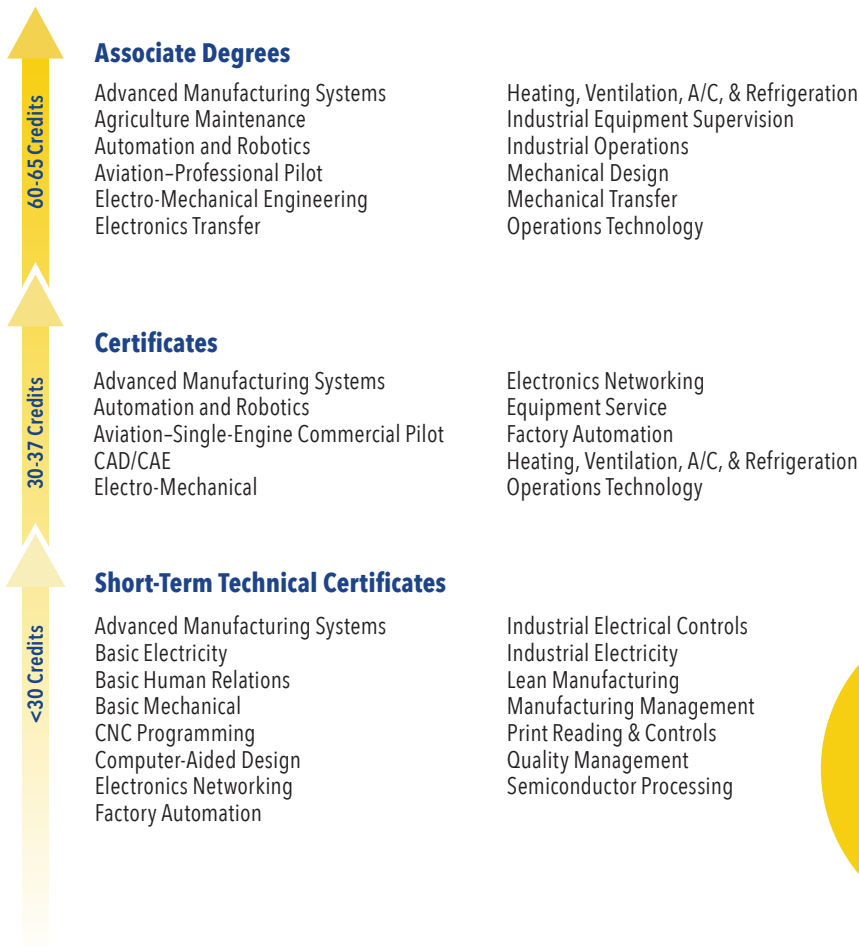 60-65 Credits
Associate Degrees
Advanced Manufacturing Systems
Agriculture Maintenance
Automation and Robotics
Aviation–Professional Pilot
Electro-Mechanical Engineering
Electronics Transfer
Heating, Ventilation, A/C, & Refrigeration
Industrial Equipment Supervision
Industrial Operations
Mechanical Design
Mechanical Transfer
Operations Technology
30-37 Credits
Certificates
Advanced Manufacturing Systems
Automation and Robotics
Aviation–Single-Engine Commercial Pilot
CAD/CAE
Electro-Mechanical
Electronics Networking
Equipment Service
Factory Automation
Heating, Ventilation, A/C, & Refrigeration
Operations Technology
<30 Credits
Short-Term Technical Certificates
Advanced Manufacturing Systems
Basic Electricity
Basic Human Relations
Basic Mechanical
CNC Programming
Computer-Aided Design
Electronics Networking
Factory Automation
Industrial Electrical Controls
Industrial Electricity
Lean Manufacturing
Manufacturing Management
Print Reading & Controls
Quality Management
Semiconductor Processing